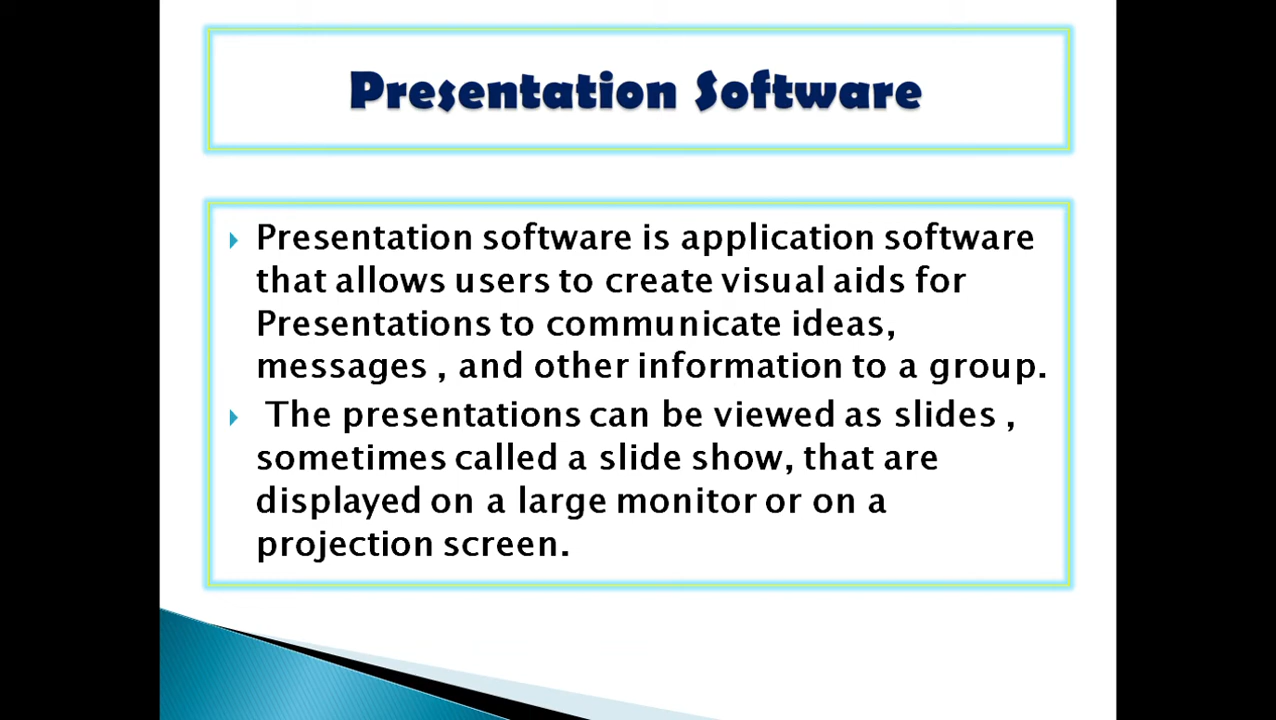 Presentation Software
Presentation software is application software
that allows users to create visual aids for
Presentations to communicate ideas,
messages , and other information to a group.
The presentations can be viewed as slides ,
sometimes called a slide show, that are
displayed on a large monitor or on a
projection screen.